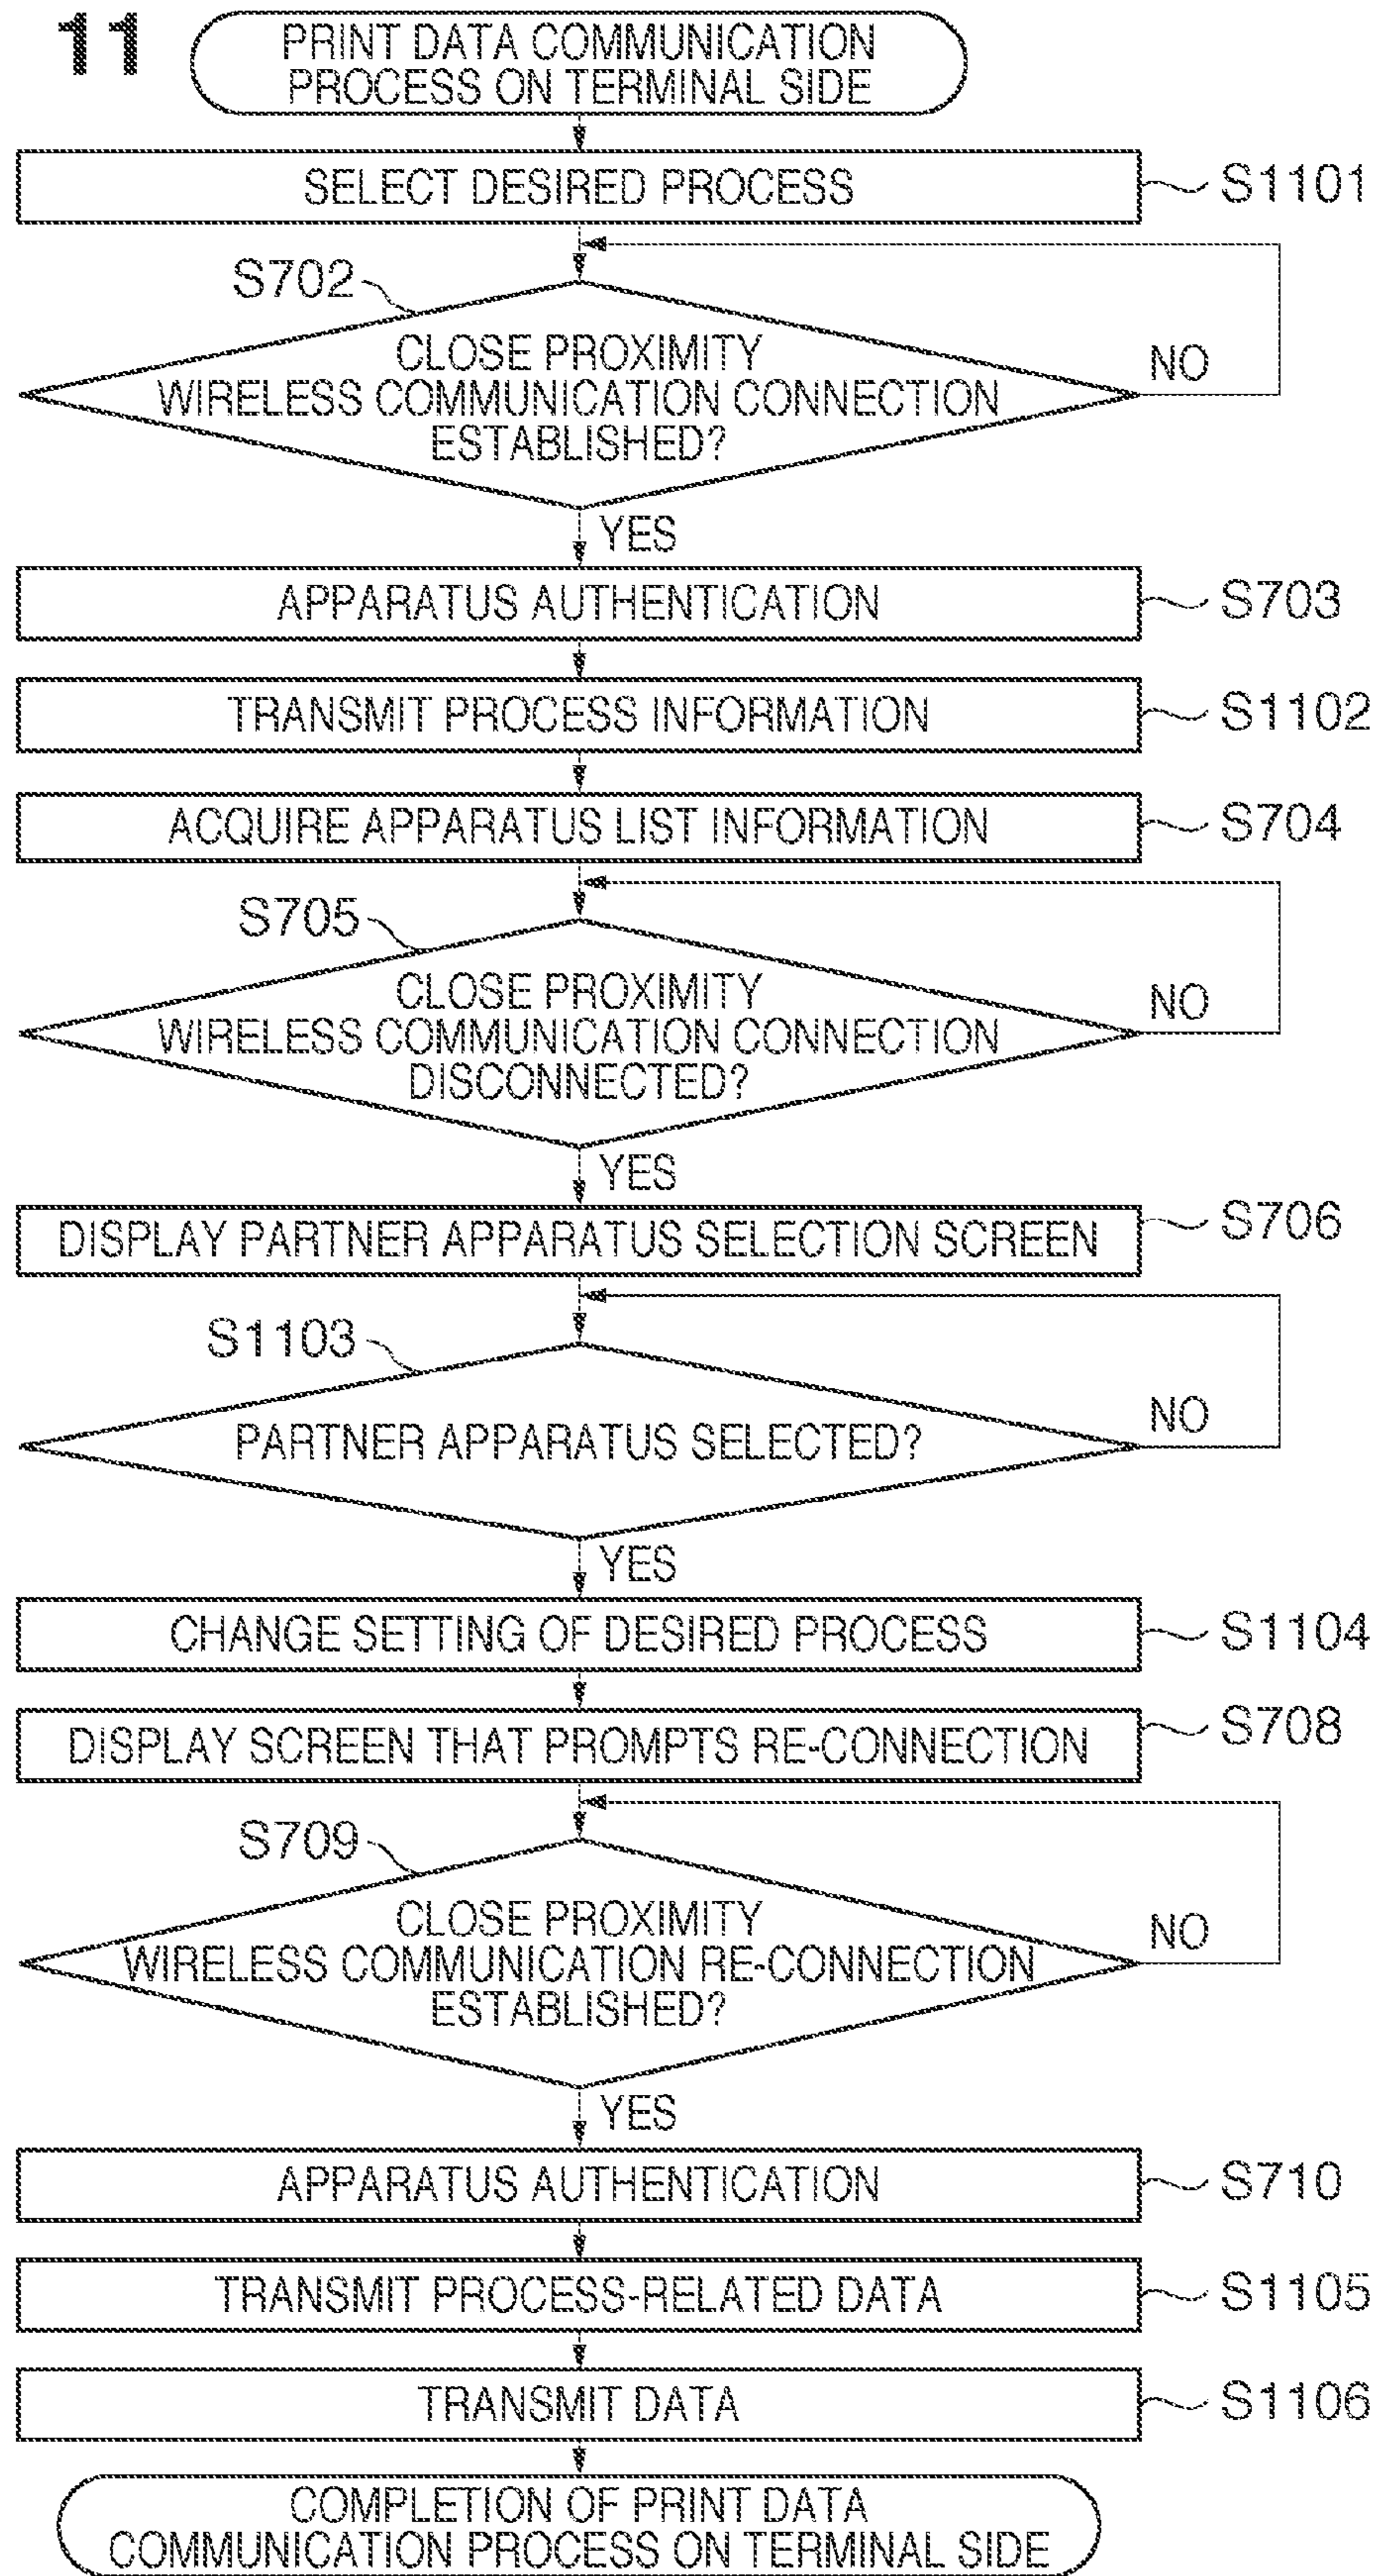 11
PRINT DATA COMMUNICATION
PROCESS ON TERMINAL SIDE
SELECT DESIRED PROCESS
S1101
S702
CLOSE PROXIMITY
WIRELESS COMMUNICATION CONNECTION
ESTABLISHED?
NO
YES
APPARATUS AUTHENTICATION
S703
TRANSMIT PROCESS INFORMATION
S1102
ACQUIRE APPARATUS LIST INFORMATION
S704
S705
CLOSE PROXIMITY
WIRELESS COMMUNICATION CONNECTION
DISCONNECTED?
NO
YES
DISPLAY PARTNER APPARATUS SELECTION SCREEN
S706
S1103
PARTNER APPARATUS SELECTED?
NO
YES
CHANGE SETTING OF DESIRED PROCESS
S1104
DISPLAY SCREEN THAT PROMPTS RE-CONNECTION
S708
S709
CLOSE PROXIMITY
WIRELESS COMMUNICATION RE-CONNECTION
ESTABLISHED?
NO
YES
APPARATUS AUTHENTICATION
S710
TRANSMIT PROCESS-RELATED DATA
S1105
TRANSMIT DATA
S1106
COMPLETION OF PRINT DATA
COMMUNICATION PROCESS ON TERMINAL SIDE